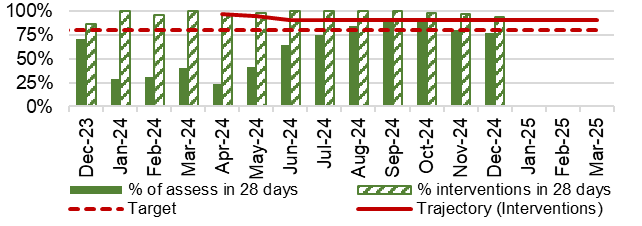 100%
75%
50%
25%
0%
Dec-23 Jan-24 Feb-24 Mar-24 Apr-24 May-24 Jun-24 Jul-24 Aug-24 Sep-24 Oct-24 Nov-24 Dec-24 Jan-25 Feb-25 Mar-25
% of assess in 28 days % interventions in 28 days
Target Trajectory (Interventions)